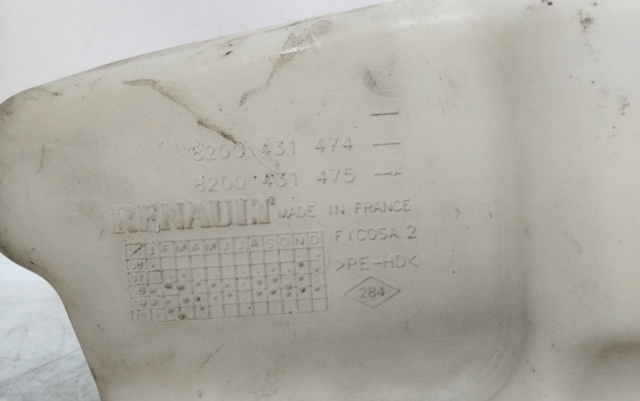 8200 431 474 —
8200 431 475 —A
RENAULT MADE IN FRANCE
FICOSA 2
J F M A M J J A S O N D
>PE-HD<
284